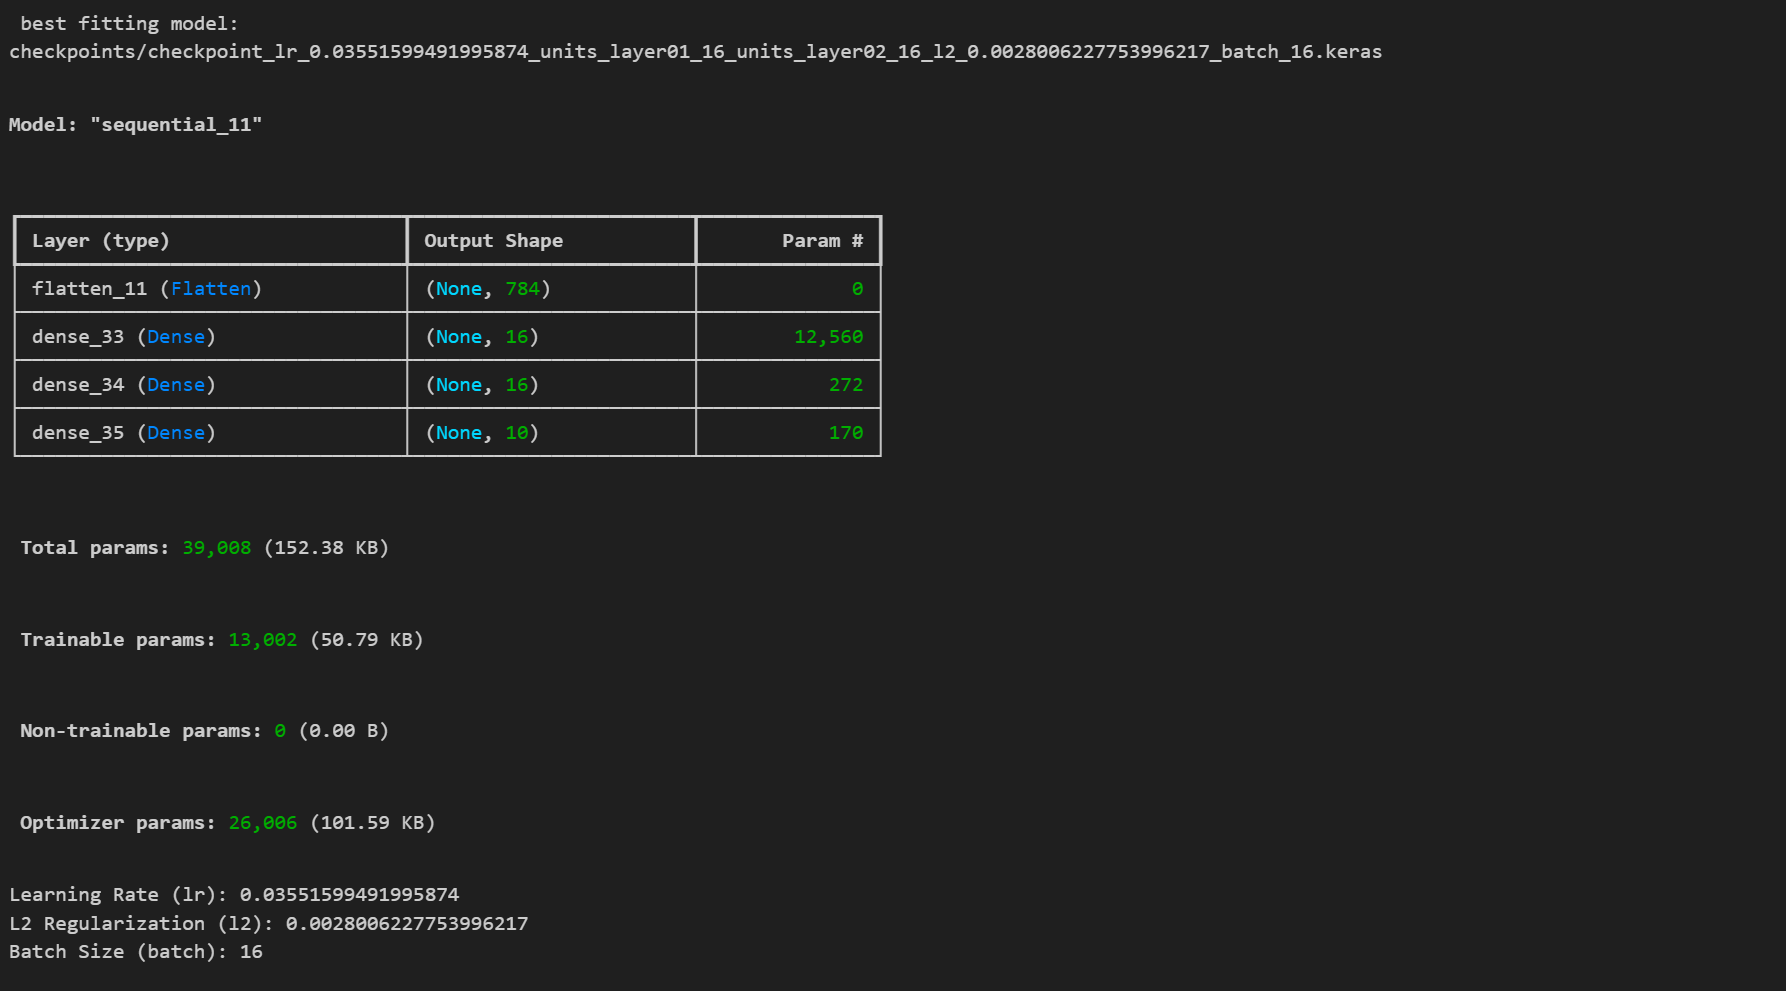 best fitting model:
checkpoints/checkpoint_lr_0.03551599491995874_units_layer01_16_units_layer02_16_l2_0.0028006227753996217_batch_16.keras
Model: "sequential_11"
Layer (type) Output Shape Param #
flatten_11 (Flatten) (None, 784) 0
dense_33 (Dense) (None, 16) 12,560
dense_34 (Dense) (None, 16) 272
dense_35 (Dense) (None, 10) 170
Total params: 39,008 (152.38 KB)
Trainable params: 13,002 (50.79 KB)
Non-trainable params: 0 (0.00 B)
Optimizer params: 26,006 (101.59 KB)
Learning Rate (lr): 0.03551599491995874
L2 Regularization (l2): 0.0028006227753996217
Batch Size (batch): 16